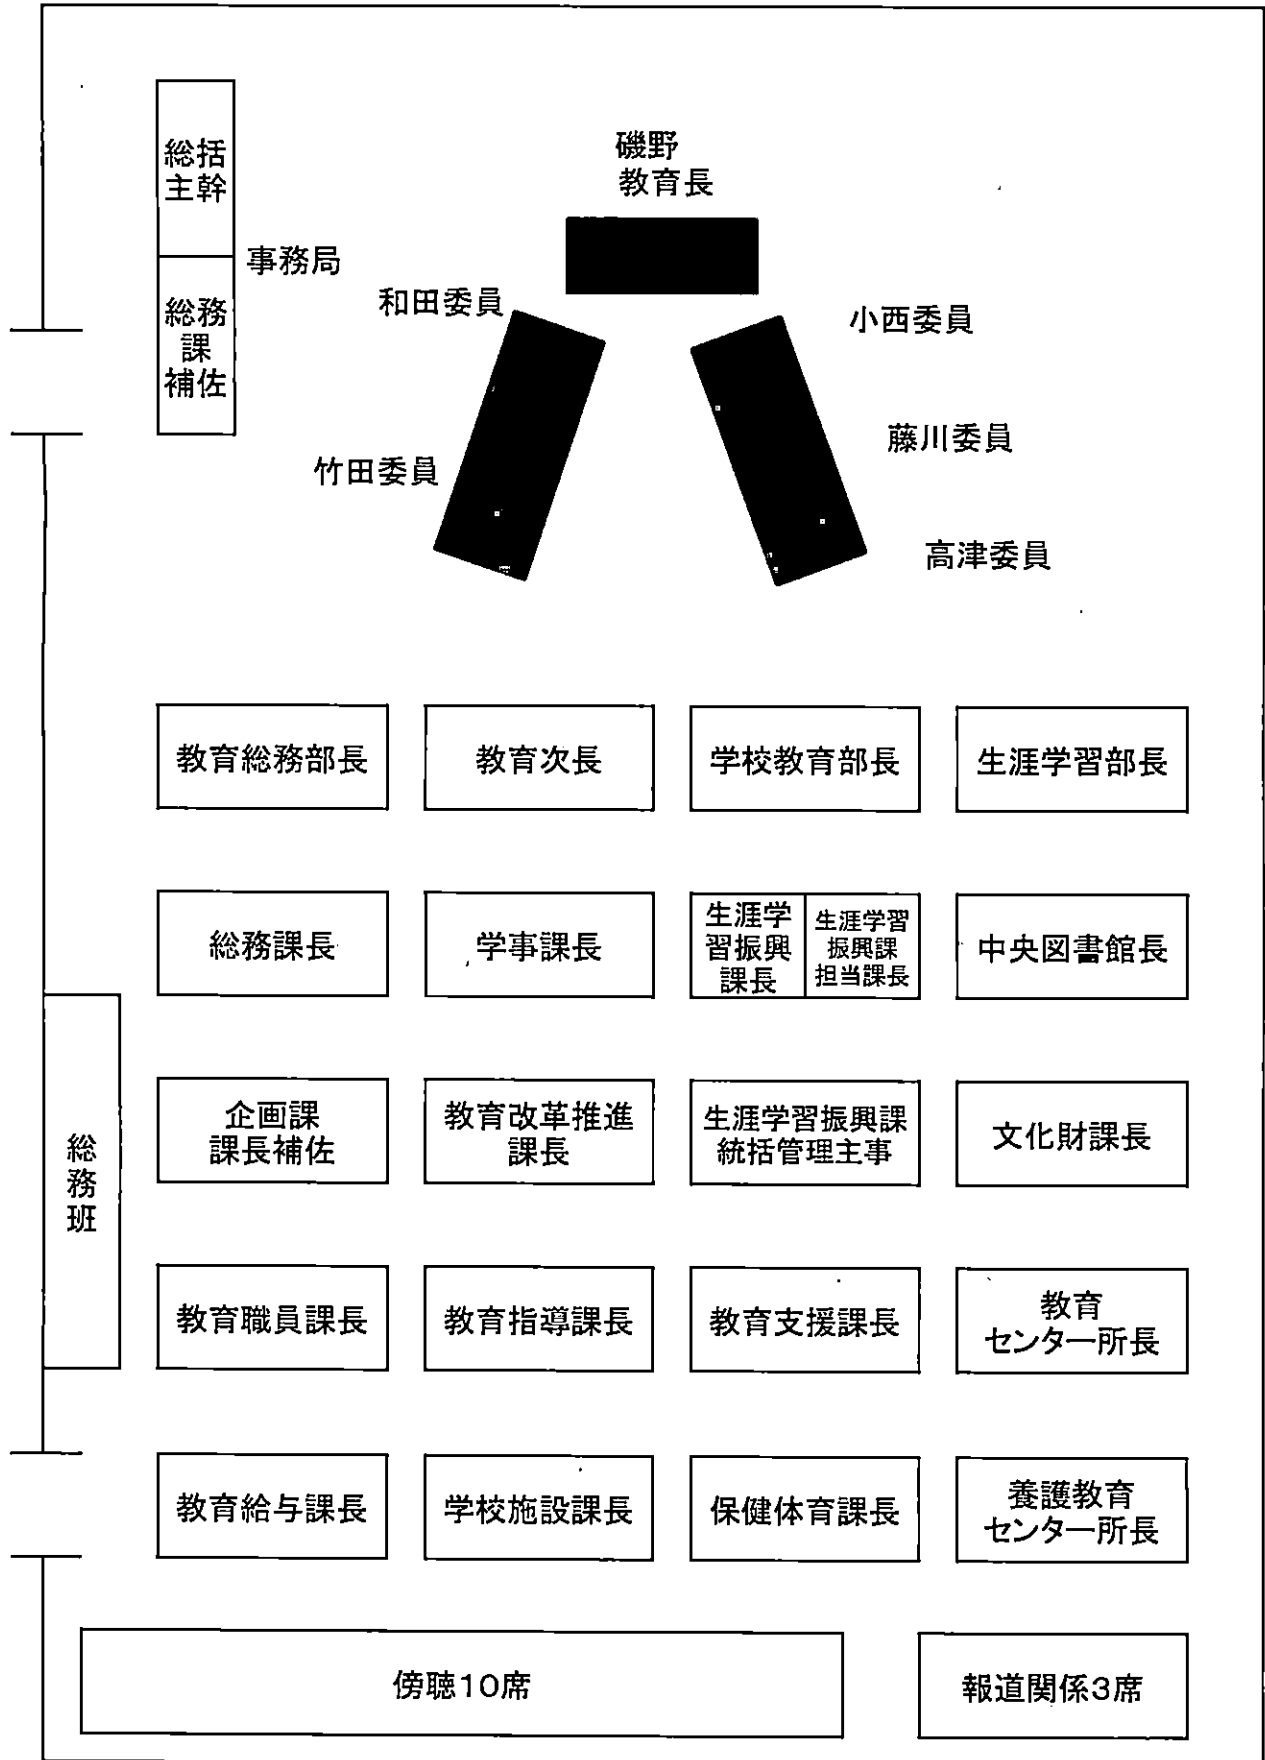 総括
主幹
事務局
総務
課
補佐
磯野
教育長
和田委員
竹田委員
小西委員
藤川委員
高津委員
教育総務部長
教育次長
学校教育部長
生涯学習部長
総務課長
学事課長
生涯学
習振興
課長
生涯学習
振興課
担当課長
中央図書館長
企画課
課長補佐
教育改革推進
課長
生涯学習振興課
統括管理主事
文化財課長
総
務
班
教育職員課長
教育指導課長
教育支援課長
教育
センター所長
教育給与課長
学校施設課長
保健体育課長
養護教育
センター所長
傍聴10席
報道関係3席